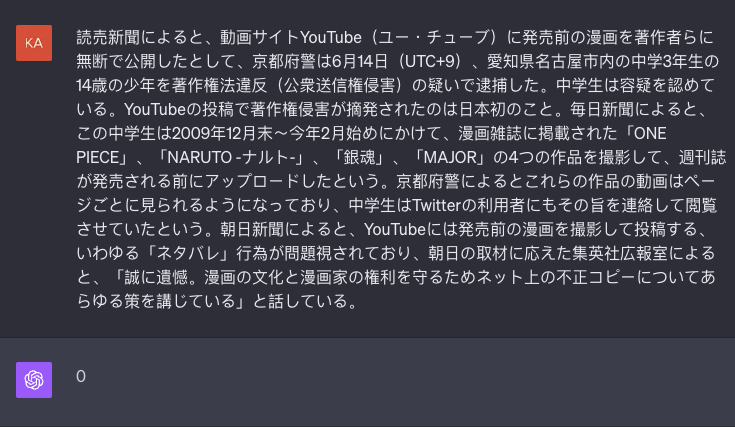 KA
読売新聞によると、動画サイトYouTube（ユー・チューブ）に発売前の漫画を著作者らに
無断で公開したとして、京都府警は6月14日（UTC+9）、愛知県名古屋市内の中学3年生の
14歳の少年を著作権法違反（公衆送信権侵害）の疑いで逮捕した。中学生は容疑を認めて
いる。YouTubeの投稿で著作権侵害が摘発されたのは日本初のこと。毎日新聞によると、
この中学生は2009年12月末〜今年2月始めにかけて、漫画雑誌に掲載された「ONE
PIECE」、「NARUTO -ナルト-」、「銀魂」、「MAJOR」の4つの作品を撮影して、週刊誌
が発売される前にアップロードしたという。京都府警によるとこれらの作品の動画はペー
ジごとに見られるようになっており、中学生はTwitterの利用者にもその旨を連絡して閲覧
させていたという。朝日新聞によると、YouTubeには発売前の漫画を撮影して投稿する、
いわゆる「ネタバレ」行為が問題視されており、朝日の取材に応えた集英社広報室による
と、「誠に遺憾。漫画の文化と漫画家の権利を守るためネット上の不正コピーについてあ
らゆる策を講じている」と話している。
0